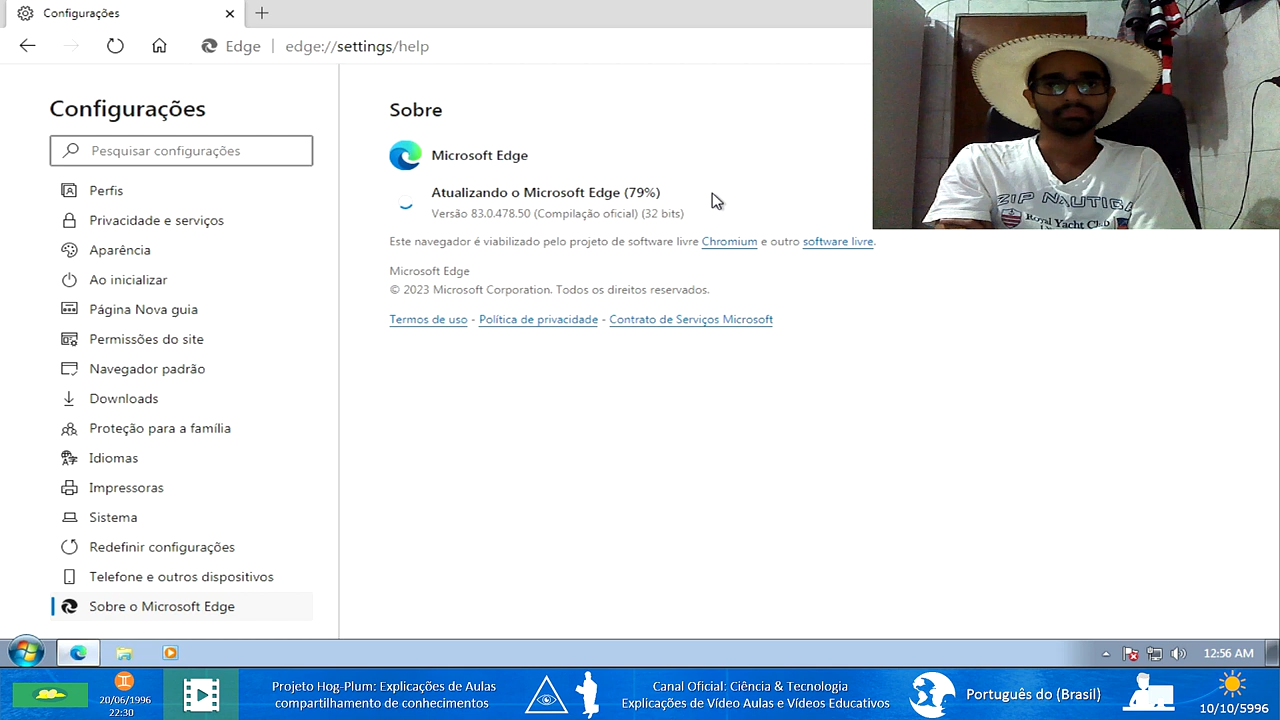 Configurações
Edge
edge://settings/help
Configurações
Pesquisar configurações
Perfis
Privacidade e serviços
Aparência
Ao inicializar
Página Nova guia
Permissões do site
Navegador padrão
Downloads
Proteção para a família
Idiomas
Impressoras
Sistema
Redefinir configurações
Telefone e outros dispositivos
Sobre o Microsoft Edge
Sobre
Microsoft Edge
Atualizando o Microsoft Edge (79%)
Versão 83.0.478.50 (Compilação oficial) (32 bits)
Este navegador é viabilizado pelo projeto de software livre Chromium e outro software livre.
Microsoft Edge
© 2023 Microsoft Corporation. Todos os direitos reservados.
Termos de uso - Política de privacidade - Contrato de Serviços Microsoft
ZIP NAUTICA
Royal Yacht Club
12:56 AM
20/06/1996
22:30
Projeto Hog-Plum: Explicações de Aulas
compartilhamento de conhecimentos
Canal Oficial: Ciência & Tecnologia
Explicações de Vídeo Aulas e Vídeos Educativos
Português do (Brasil)
10/10/5996